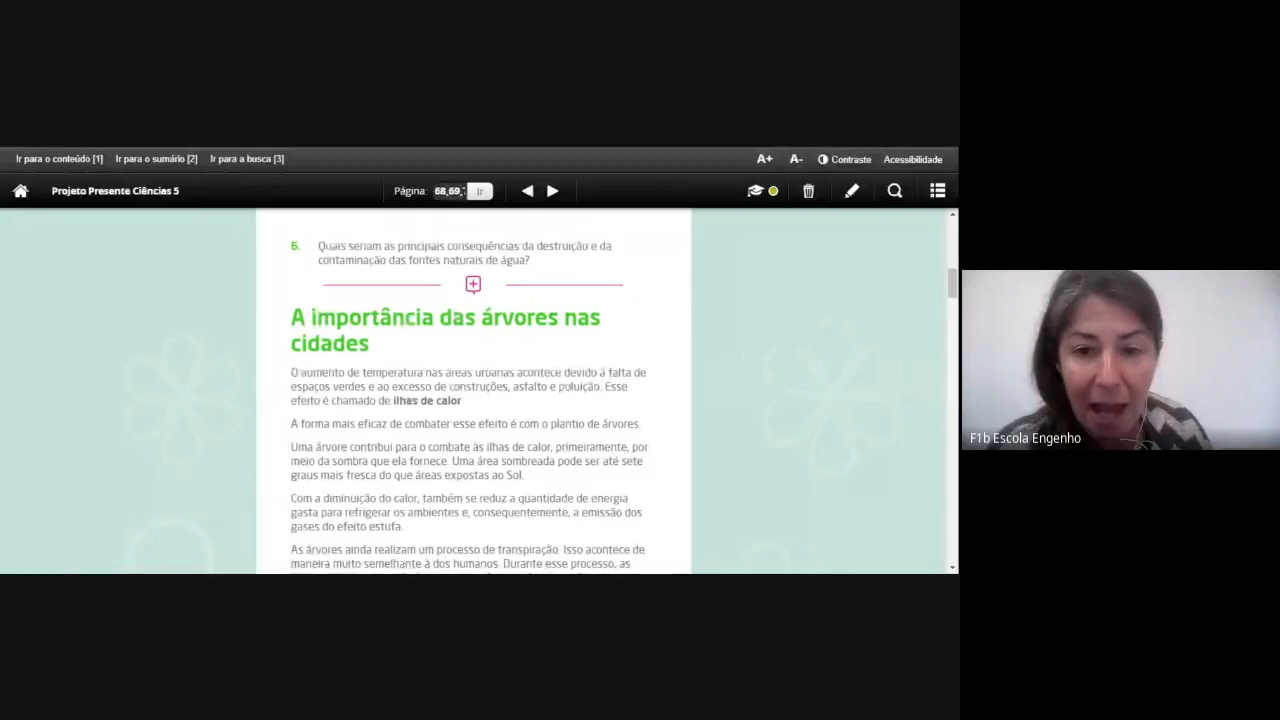 Ir para o conteúdo [1] Ir para o sumário [2] Ir para a busca [3] A+ A- Contraste Acessibilidade
Projeto Presente Ciências 5 Página: 68,69, Ir
6. Quais seriam as principais consequências da destruição e da
contaminação das fontes naturais de água?
A importância das árvores nas
cidades
O aumento de temperatura nas áreas urbanas acontece devido à falta de
espaços verdes e ao excesso de construções, asfalto e poluição. Esse
efeito é chamado de ilhas de calor
A forma mais eficaz de combater esse efeito é com o plantio de árvores
Uma árvore contribui para o combate às ilhas de calor, primeiramente, por
meio da sombra que ela fornece. Uma área sombreada pode ser até sete
graus mais fresca do que áreas expostas ao Sol.
Com a diminuição do calor, também se reduz a quantidade de energia
gasta para refrigerar os ambientes e, consequentemente, a emissão dos
gases do efeito estufa.
As árvores ainda realizam um processo de transpiração. Isso acontece de
maneira muito semelhante à dos humanos. Durante esse processo, as
F1b Escola Engenho